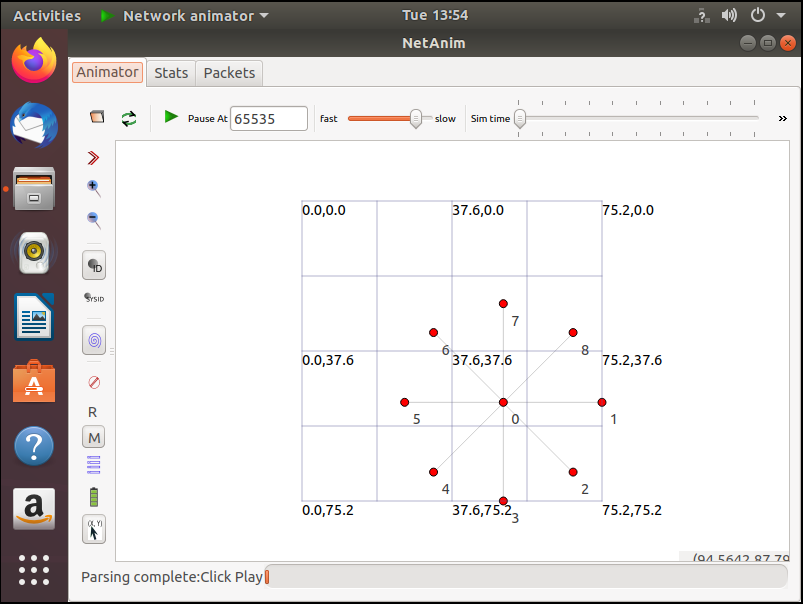 Activities Network animator Tue 13:54
NetAnim
Animator Stats Packets
Pause At 65535 fast slow Sim time »
0.0,0.0 37.6,0.0 75.2,0.0
ID
SYSID
7
6 8
0.0,37.6 37.6,37.6 75.2,37.6
5 0 1
R
M
4 2
0.0,75.2 37.6,75.2 75.2,75.2
3
(X, Y)
(94.5642,87.79
Parsing complete:Click Play